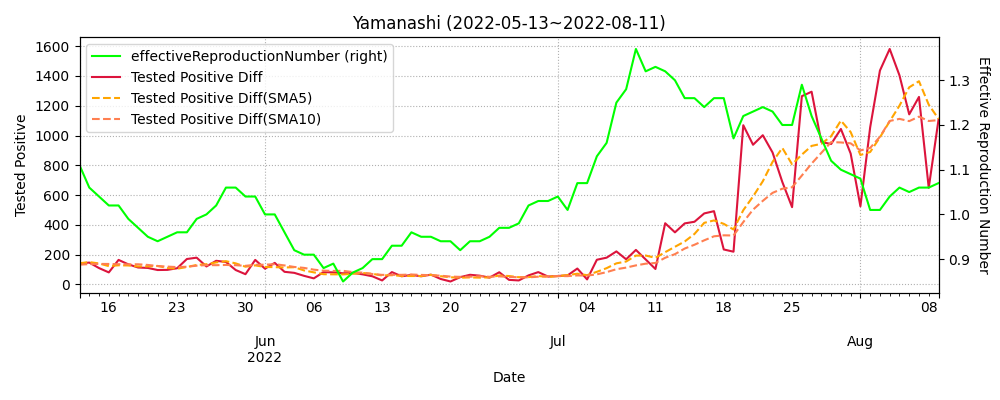 Yamanashi (2022-05-13~2022-08-11)
effectiveReproductionNumber (right)
Tested Positive Diff
Tested Positive Diff(SMA5)
Tested Positive Diff(SMA10)
Tested Positive
1600
1400
1200
1000
800
600
400
200
0
1.3
1.2
1.1
1.0
0.9
Effective Reproduction Number
16 23 30 06 13 20 27 04 11 18 25 08
Jun Jul Aug
2022
Date